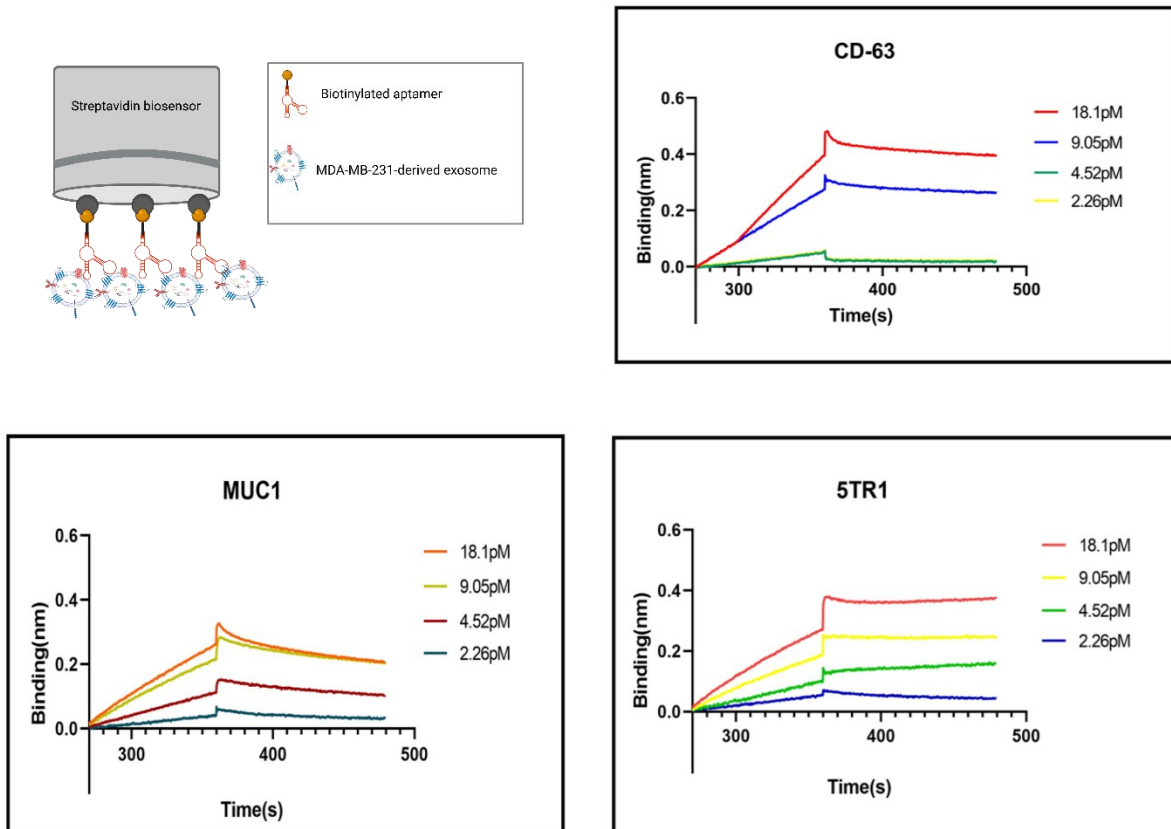 Streptavidin biosensor
Biotinylated aptamer
MDA-MB-231-derived exosome
CD-63
0.6
0.4
0.2
0.0
Binding(nm)
300
400
500
Time(s)
18.1pM
9.05pM
4.52pM
2.26pM
MUC1
0.6
0.4
0.2
0.0
Binding(nm)
300
400
500
Time(s)
18.1pM
9.05pM
4.52pM
2.26pM
5TR1
0.6
0.4
0.2
0.0
Binding(nm)
300
400
500
Time(s)
18.1pM
9.05pM
4.52pM
2.26pM